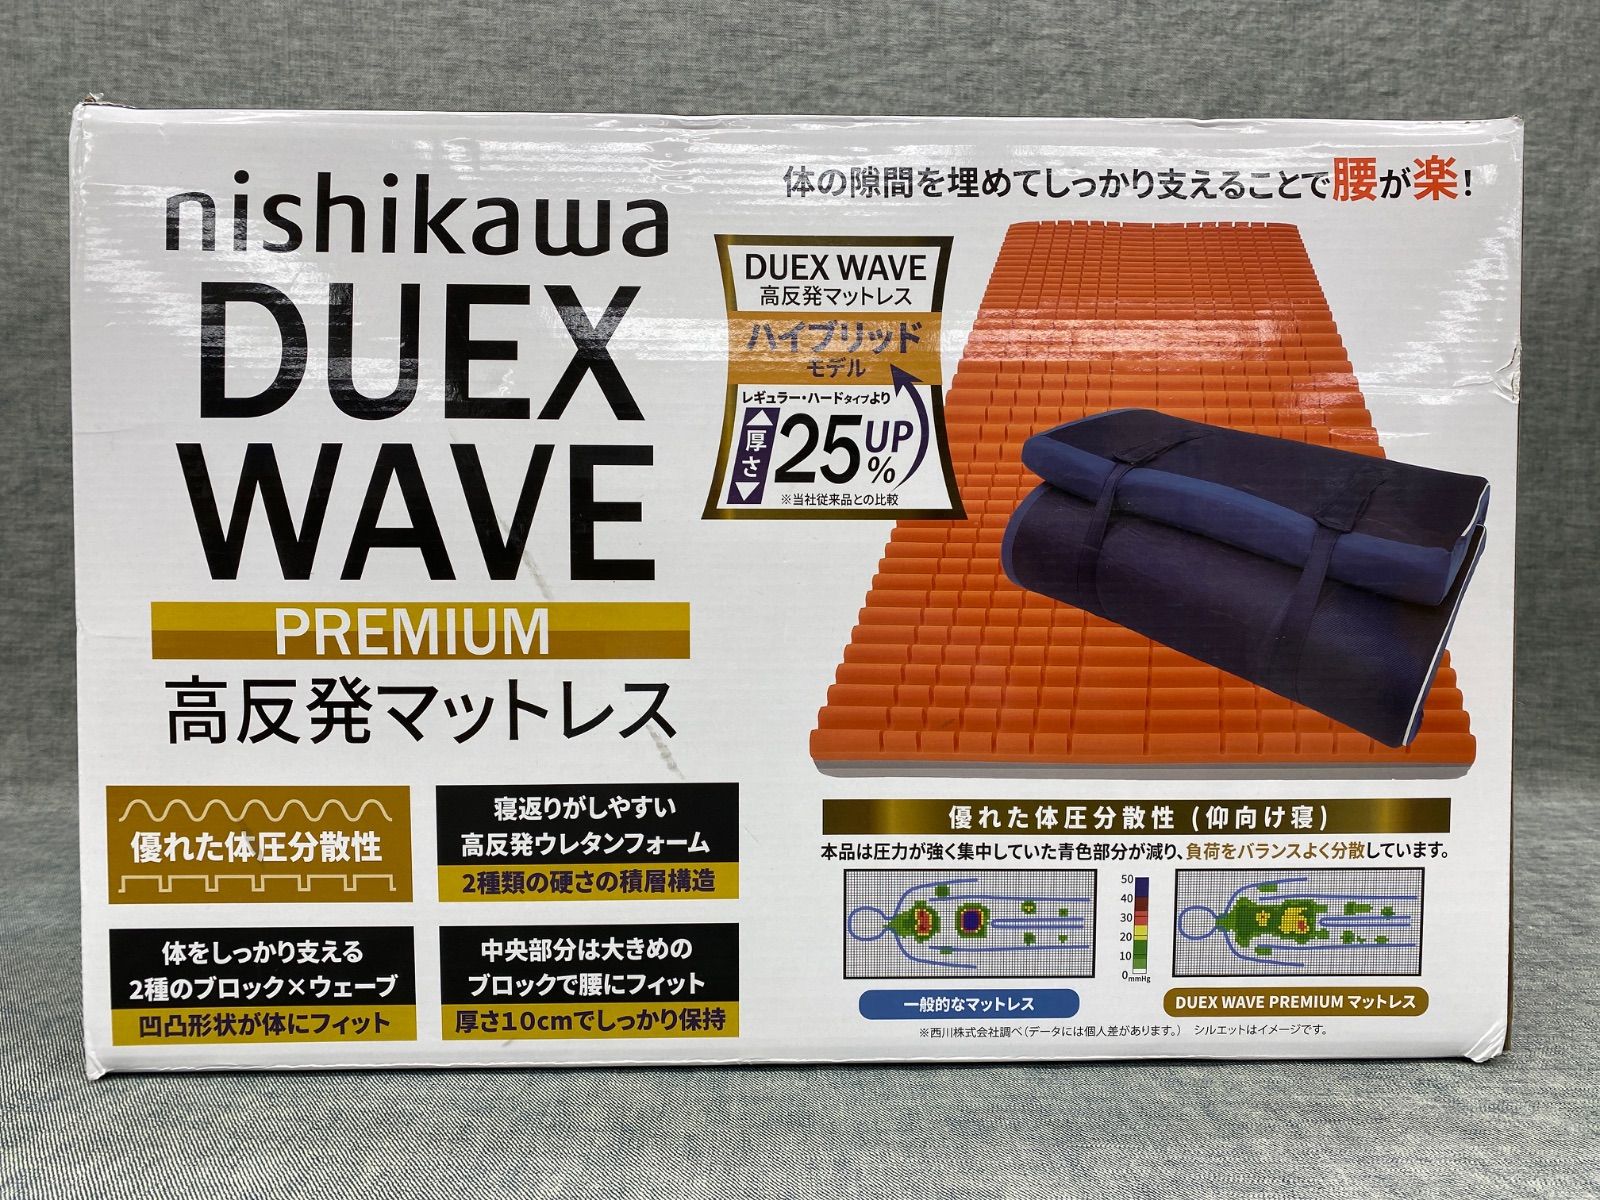 nishikawa
DUEX
WAVE
PREMIUM
高反発マットレス
体の隙間を埋めてしっかり支えることで腰が楽!
DUEX WAVE
高反発マットレス
ハイブリッド
モデル
レギュラー・ハードタイプより
厚さ
25%UP
※当社従来品との比較
優れた体圧分散性
寝返りがしやすい
高反発ウレタンフォーム
2種類の硬さの積層構造
体をしっかり支える
2種のブロック×ウェーブ
凹凸形状が体にフィット
中央部分は大きめの
ブロックで腰にフィット
厚さ10cmでしっかり保持
優れた体圧分散性(仰向け寝)
本品は圧力が強く集中していた青色部分が減り、負荷をバランスよく分散しています。
50
40
30
20
10
0mmHg
一般的なマットレス
DUEX WAVE PREMIUM マットレス
※西川株式会社調べ(データには個人差があります。) シルエットはイメージです。